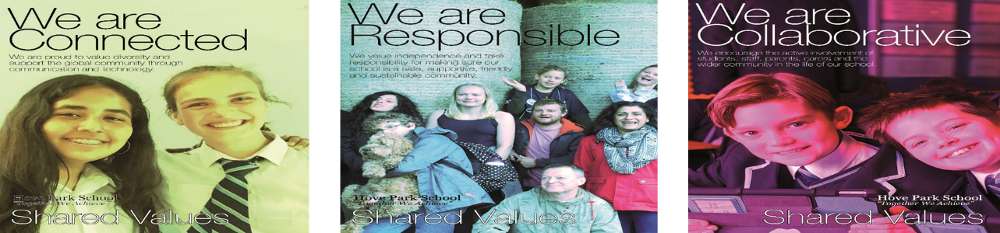 We are
Connected
We are proud to value diversity and
support the global community through
communication and technology.
Hove Park School
"Together We Achieve"
Shared Values
We are
Responsible
We value independence and take
responsibility for making sure our
school is a safe, supportive, friendly
and sustainable community.
Hove Park School
"Together We Achieve"
Shared Values
We are
Collaborative
We encourage the active involvement of
students, staff, parents, carers and the
wider community in the life of our school.
Hove Park School
"Together We Achieve"
Shared Values